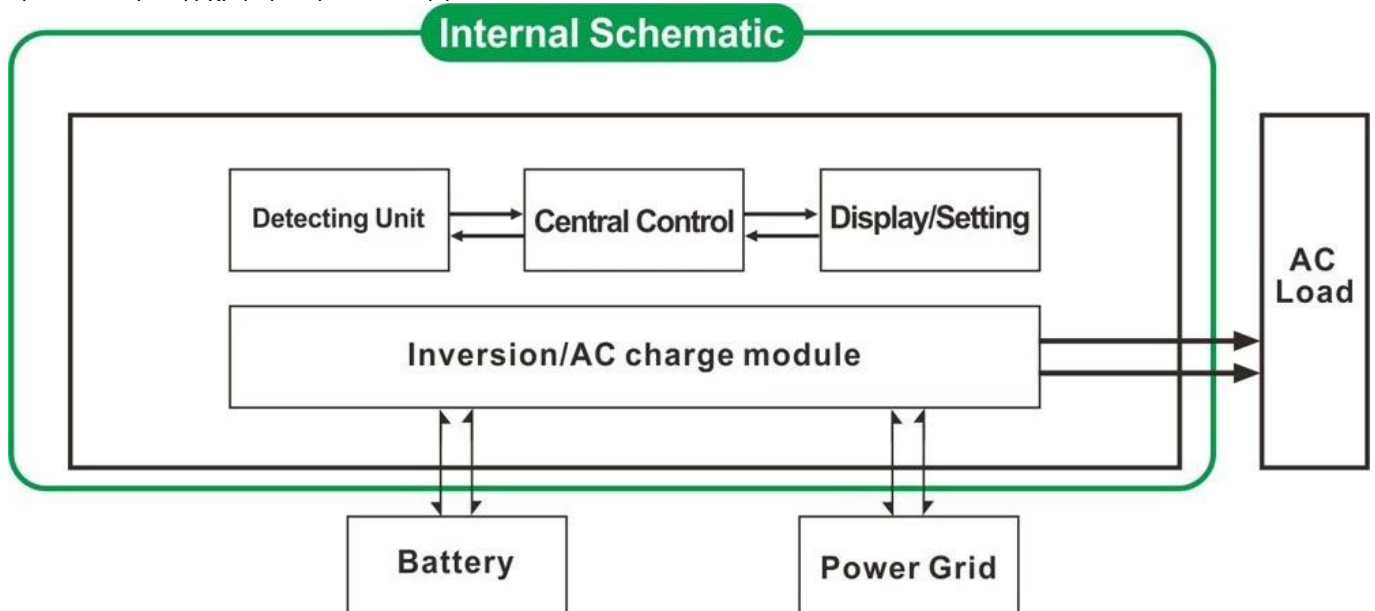 Internal Schematic
Detecting Unit
Central Control
Display/Setting
Inversion/AC charge module
AC
Load
Battery
Power Grid